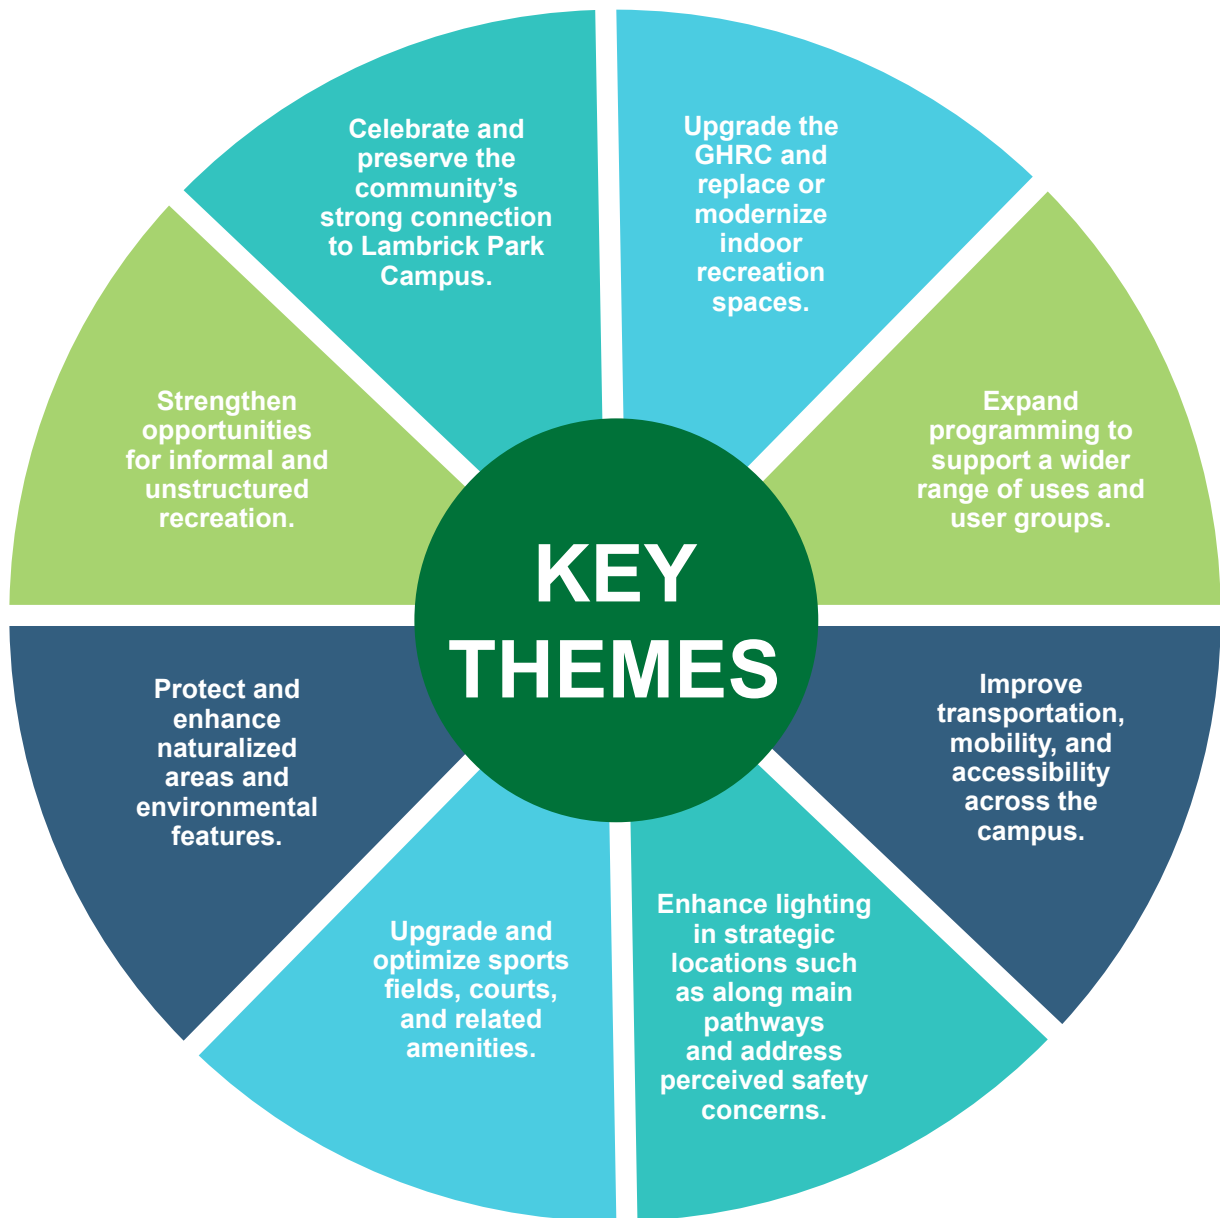 Celebrate and
preserve the
community’s
strong connection
to Lambrick Park
Campus.
Upgrade the
GHRC and
replace or
modernize
indoor
recreation
spaces.
Strengthen
opportunities
for informal and
unstructured
recreation.
Expand
programming to
support a wider
range of uses and
user groups.
KEY
THEMES
Protect and
enhance
naturalized
areas and
environmental
features.
Improve
transportation,
mobility, and
accessibility
across the
campus.
Upgrade and
optimize sports
fields, courts,
and related
amenities.
Enhance lighting
in strategic
locations such
as along main
pathways
and address
perceived safety
concerns.